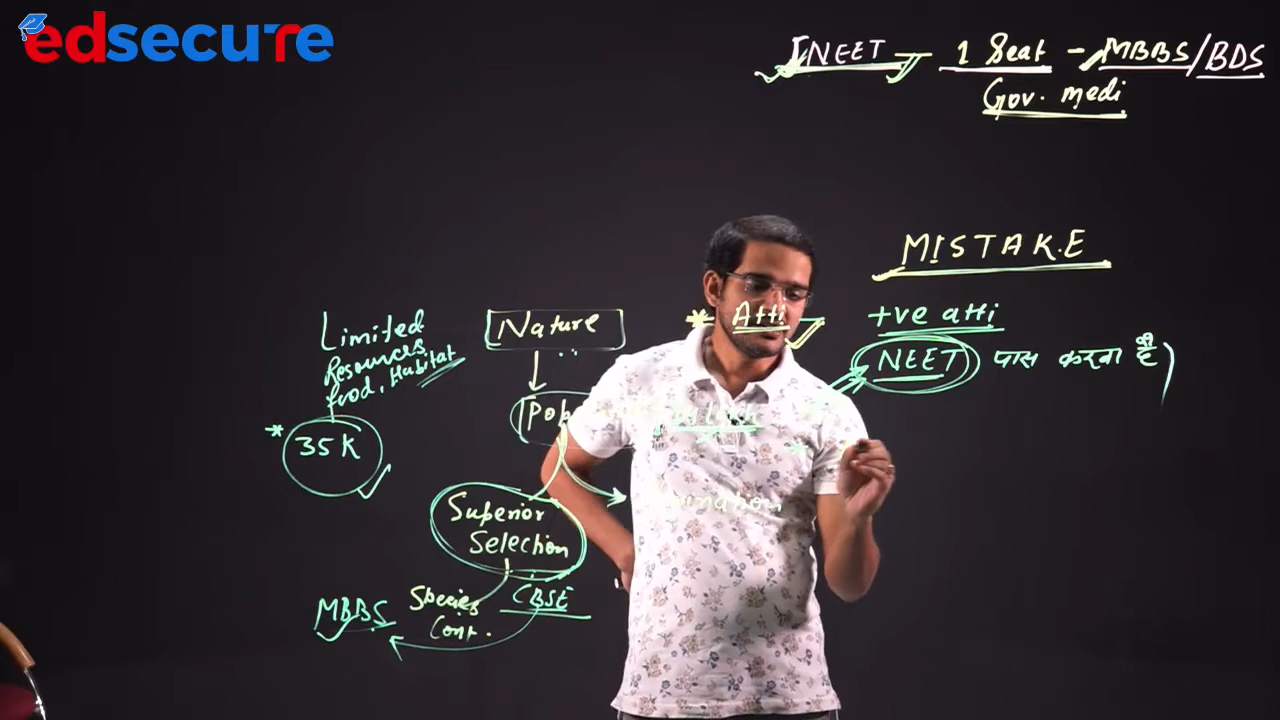 edsecure
NEET - 1 Seat - MBBS/BDS
Gov. medi
MISTAKE
Limited
Resources
food, Habitat
* 35 K
Nature
* Atti
+ve atti
NEET पास करना ही है
Superior
Selection
Species
Cont.
CBSE
MBBS